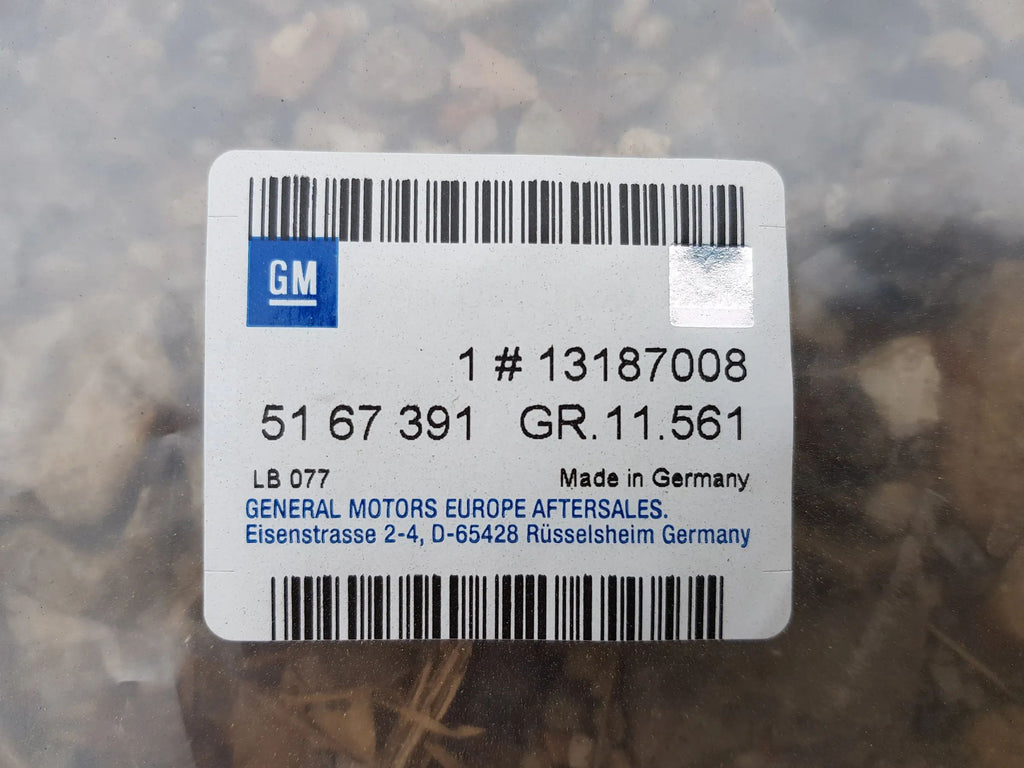 GM
1 # 13187008
51 67 391 GR.11.561
LB 077 Made in Germany
GENERAL MOTORS EUROPE AFTERSALES.
Eisenstrasse 2-4, D-65428 Rüsselsheim Germany